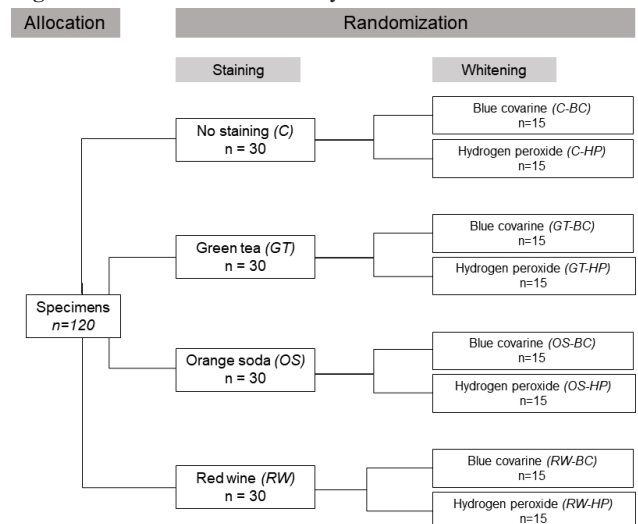 Allocation
Randomization
Staining
Whitening
No staining (C)
n = 30
Blue covarine (C-BC)
n=15
Hydrogen peroxide (C-HP)
n=15
Green tea (GT)
n = 30
Blue covarine (GT-BC)
n=15
Hydrogen peroxide (GT-HP)
n=15
Specimens
n=120
Orange soda (OS)
n = 30
Blue covarine (OS-BC)
n=15
Hydrogen peroxide (OS-HP)
n=15
Red wine (RW)
n = 30
Blue covarine (RW-BC)
n=15
Hydrogen peroxide (RW-HP)
n=15